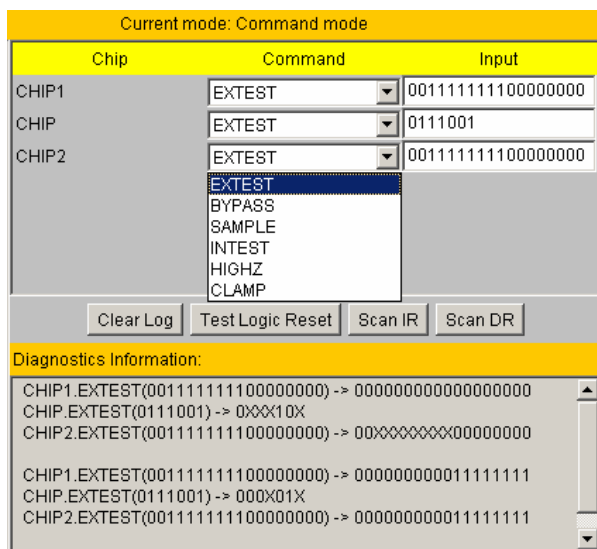 Current mode: Command mode
Chip Command Input
CHIP1 EXTEST 001111111100000000
CHIP EXTEST 0111001
CHIP2 EXTEST 001111111100000000
EXTEST
BYPASS
SAMPLE
INTEST
HIGHZ
CLAMP
Clear Log Test Logic Reset Scan IR Scan DR
Diagnostics Information:
CHIP1.EXTEST(001111111100000000) -> 000000000000000000
CHIP.EXTEST(0111001) -> 0XXX10X
CHIP2.EXTEST(001111111100000000) -> 00XXXXXXXX00000000
CHIP1.EXTEST(001111111100000000) -> 000000000011111111
CHIP.EXTEST(0111001) -> 000X01X
CHIP2.EXTEST(001111111100000000) -> 000000000011111111